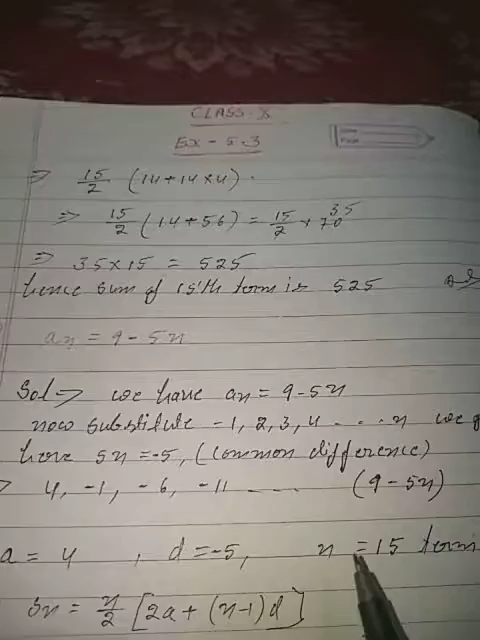 CLASS-X
EX - 5.3
⇒ 15/2 (14+14×4).
⇒ 15/2 (14+56) = 15/2 × 70 35
⇒ 35×15 = 525
hence sum of 15th term is 525
an = 9-5n
Sol ⇒ we have an = 9-5n
now substitute -1, 2, 3, 4 - . . . n we
here 5n = -5, (common difference)
4, -1, -6, -11 ---- (9-5n)
a = 4 , d = -5, n = 15 term
Sn = n/2 [2a + (n-1)d]